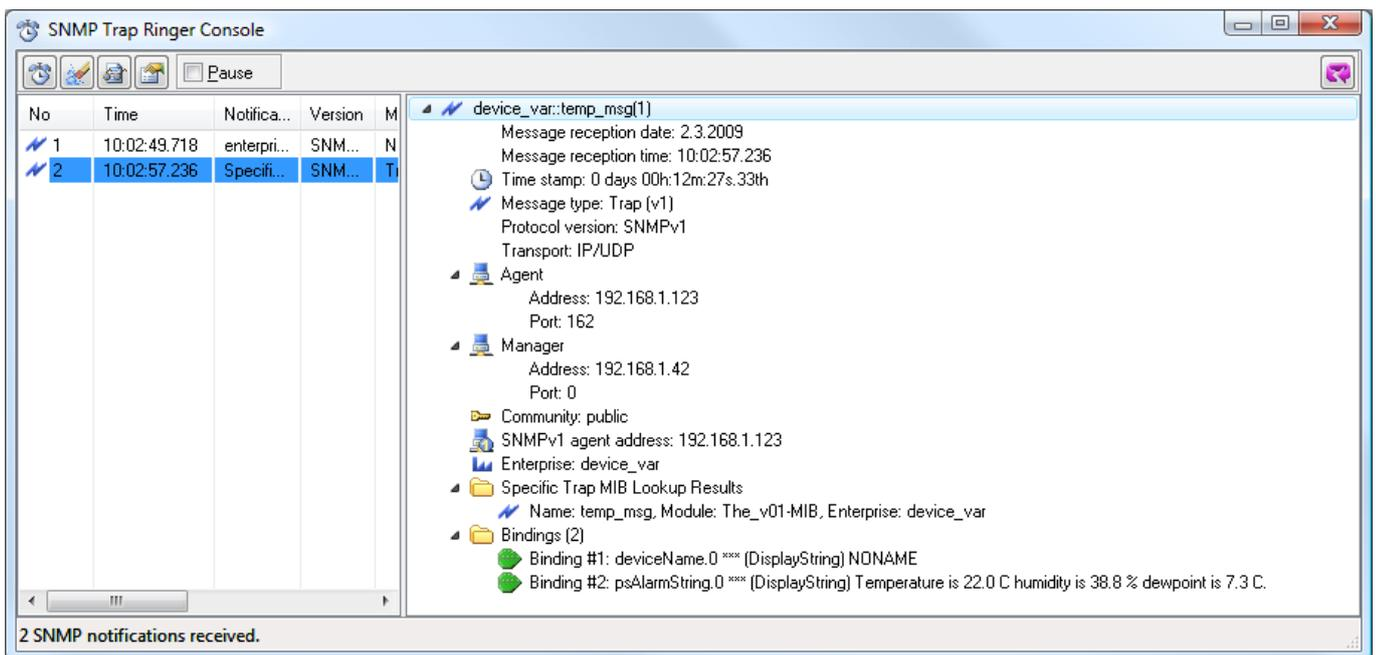 SNMP Trap Ringer Console
Pause
No Time Notifica... Version M
1 10:02:49.718 enterpri... SNM... N
2 10:02:57.236 Specifi... SNM... Tr
device_var::temp_msg(1)
Message reception date: 2.3.2009
Message reception time: 10:02:57.236
Time stamp: 0 days 00h:12m:27s.33th
Message type: Trap (v1)
Protocol version: SNMPv1
Transport: IP/UDP
Agent
Address: 192.168.1.123
Port: 162
Manager
Address: 192.168.1.42
Port: 0
Community: public
SNMPv1 agent address: 192.168.1.123
Enterprise: device_var
Specific Trap MIB Lookup Results
Name: temp_msg, Module: The_v01-MIB, Enterprise: device_var
Bindings (2)
Binding #1: deviceName.0 *** (DisplayString) NONAME
Binding #2: psAlarmString.0 *** (DisplayString) Temperature is 22.0 C humidity is 38.8 % dewpoint is 7.3 C.
2 SNMP notifications received.